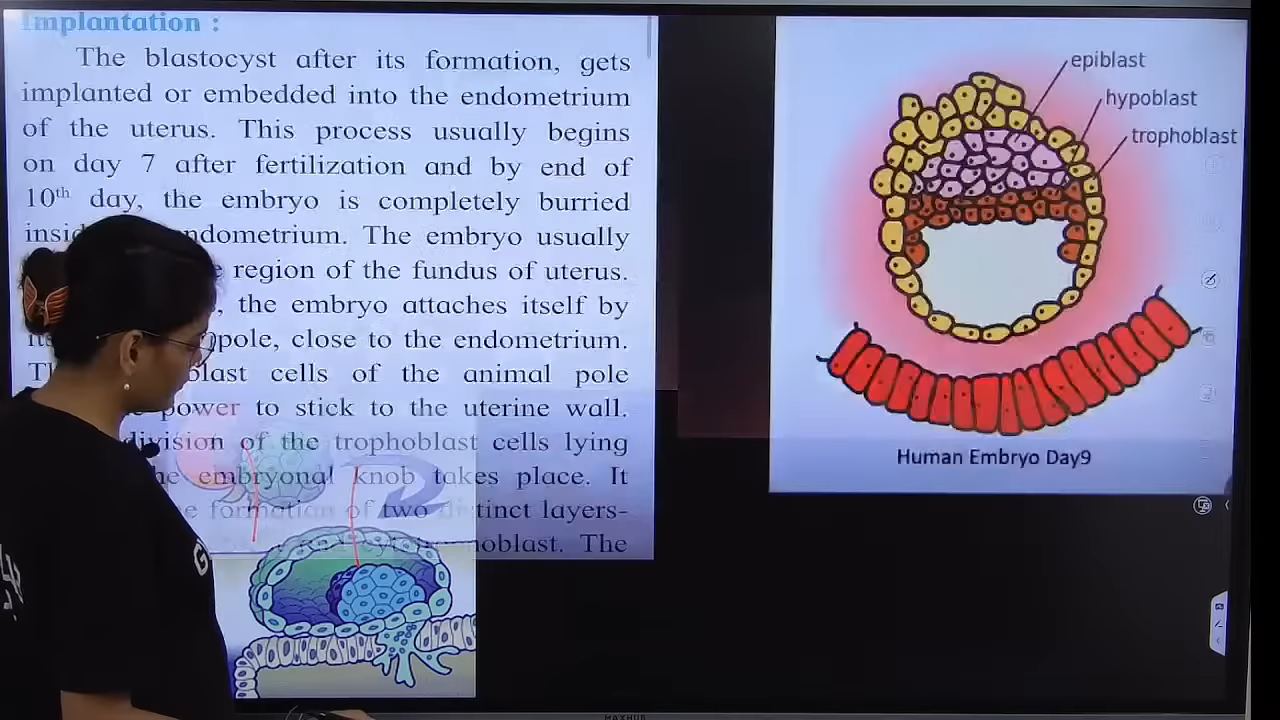 Implantation :
The blastocyst after its formation, gets
implanted or embedded into the endometrium
of the uterus. This process usually begins
on day 7 after fertilization and by end of
10th day, the embryo is completely burried
ndometrium. The embryo usually
region of the fundus of uterus.
, the embryo attaches itself by
pole, close to the endometrium.
blast cells of the animal pole
power to stick to the uterine wall.
division of the trophoblast cells lying
he embryonal knob takes place. It
formation of two distinct layers-
noblast. The
epiblast
hypoblast
trophoblast
Human Embryo Day9
MAXHUB